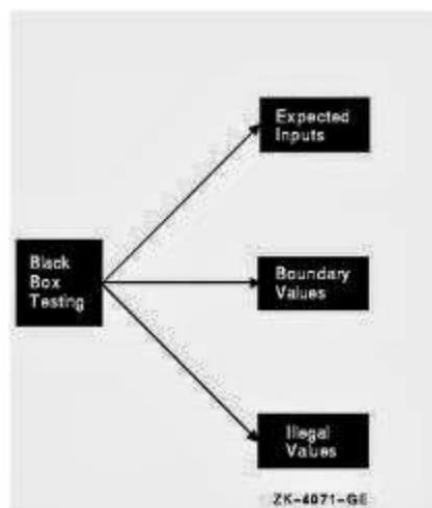 Expected
Inputs
Black
Box
Testing
Boundary
Values
Illegal
Values
ZK-4071-GE